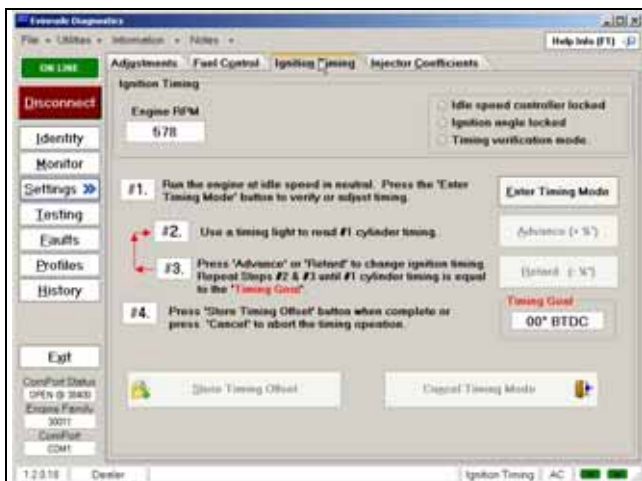 Evinrude Diagnostics
File Utilities Information Notes Help Info (F1)
ON LINE
Adjustments Fuel Control Ignition Timing Injector Coefficients
Disconnect
Identity
Monitor
Settings »
Testing
Faults
Profiles
History
Exit
ComPort Status
OPEN @ 38400
Engine Family
ComPort
COM1
Ignition Timing
Engine RPM
578
Idle speed controller locked
Ignition angle locked
Timing verification mode.
#1. Run the engine at idle speed in neutral. Press the 'Enter
Timing Mode' button to verify or adjust timing.
Enter Timing Mode
#2. Use a timing light to read #1 cylinder timing.
Advance (+ ¼°)
#3. Press 'Advance' or 'Retard' to change ignition timing.
Repeat Steps #2 & #3 until #1 cylinder timing is equal
to the 'Timing Goal'
Retard (- ¼°)
#4. Press 'Store Timing Offset' button when complete or
press 'Cancel' to abort the timing operation.
Timing Goal
00° BTDC
Store Timing Offset
Cancel Timing Mode
Dealer
Ignition Timing AC